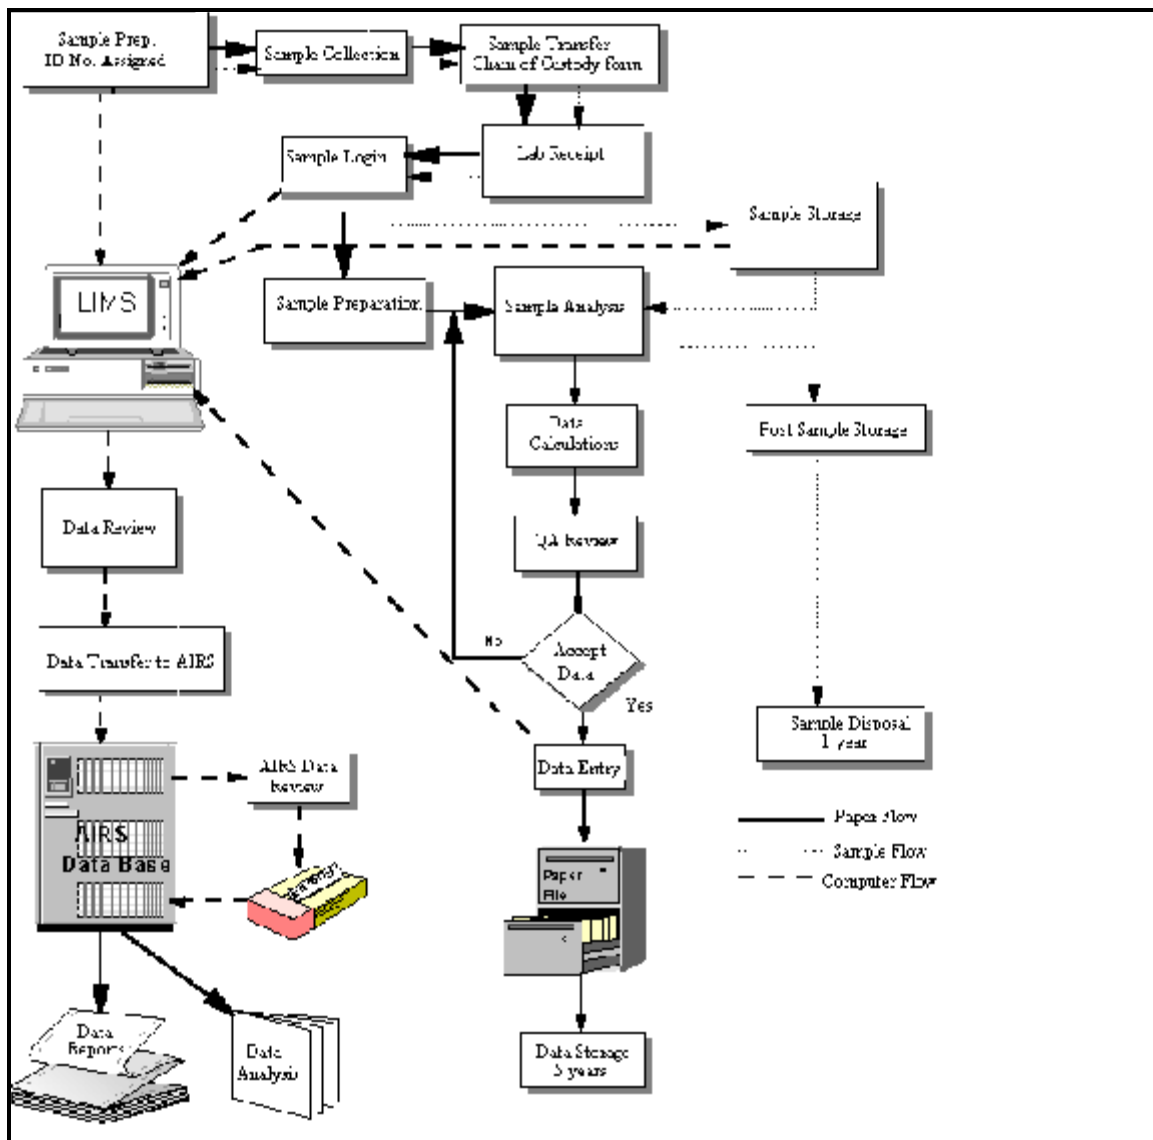 Sample Prep.
ID No. Assigned
Sample Collection
Sample Transfer
Chain of Custody form
Sample Login
Lab Receipt
Sample Storage
LIMS
Sample Preparation
Sample Analysis
Data
Calculations
Post Sample Storage
Data Review
QA Review
No
Accept
Data
Yes
Data Transfer to AIRS
Sample Disposal
1 year
AIRS Data
Review
Data Entry
AIRS
Data Base
Paper Flow
Sample Flow
Computer Flow
Paper
File
Data
Reports
Data
Analysis
Data Storage
5 years